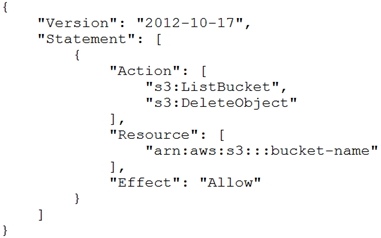 {
    "Version": "2012-10-17",
    "Statement": [
        {
            "Action": [
                "s3:ListBucket",
                "s3:DeleteObject"
            ],
            "Resource": [
                "arn:aws:s3:::bucket-name"
            ],
            "Effect": "Allow"
        }
    ]
}